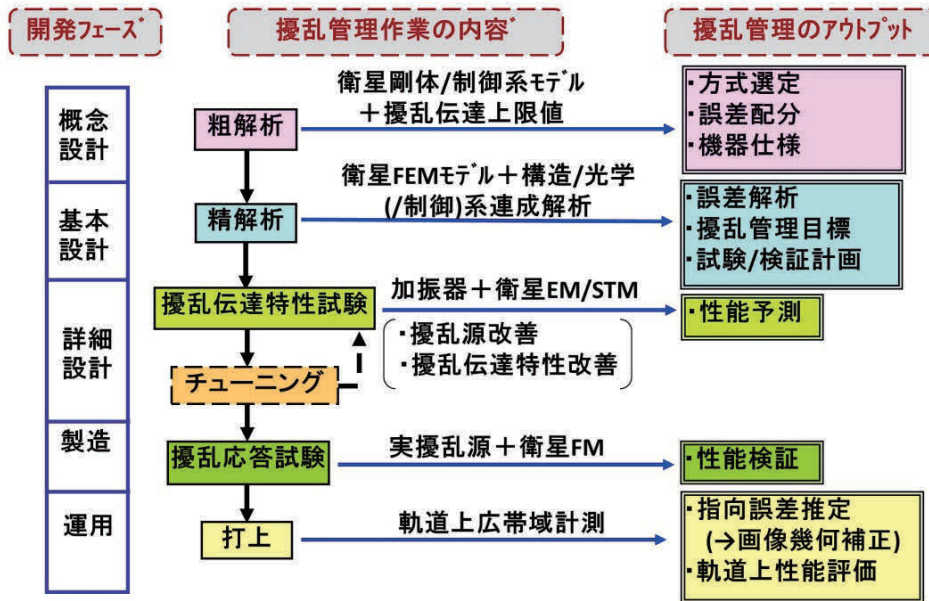 開発ﾌｪｰｽﾞ
擾乱管理作業の内容
擾乱管理のｱｳﾄﾌﾟｯﾄ
概念
設計
粗解析
衛星剛体/制御系ﾓﾃﾞﾙ
＋擾乱伝達上限値
・方式選定
・誤差配分
・機器仕様
基本
設計
精解析
衛星FEMﾓﾃﾞﾙ＋構造/光学
(/制御)系連成解析
・誤差解析
・擾乱管理目標
・試験/検証計画
詳細
設計
擾乱伝達特性試験
加振器＋衛星EM/STM
・擾乱源改善
・擾乱伝達特性改善
・性能予測
チューニング
製造
擾乱応答試験
実擾乱源＋衛星FM
・性能検証
運用
打上
軌道上広帯域計測
・指向誤差推定
(→画像幾何補正)
・軌道上性能評価